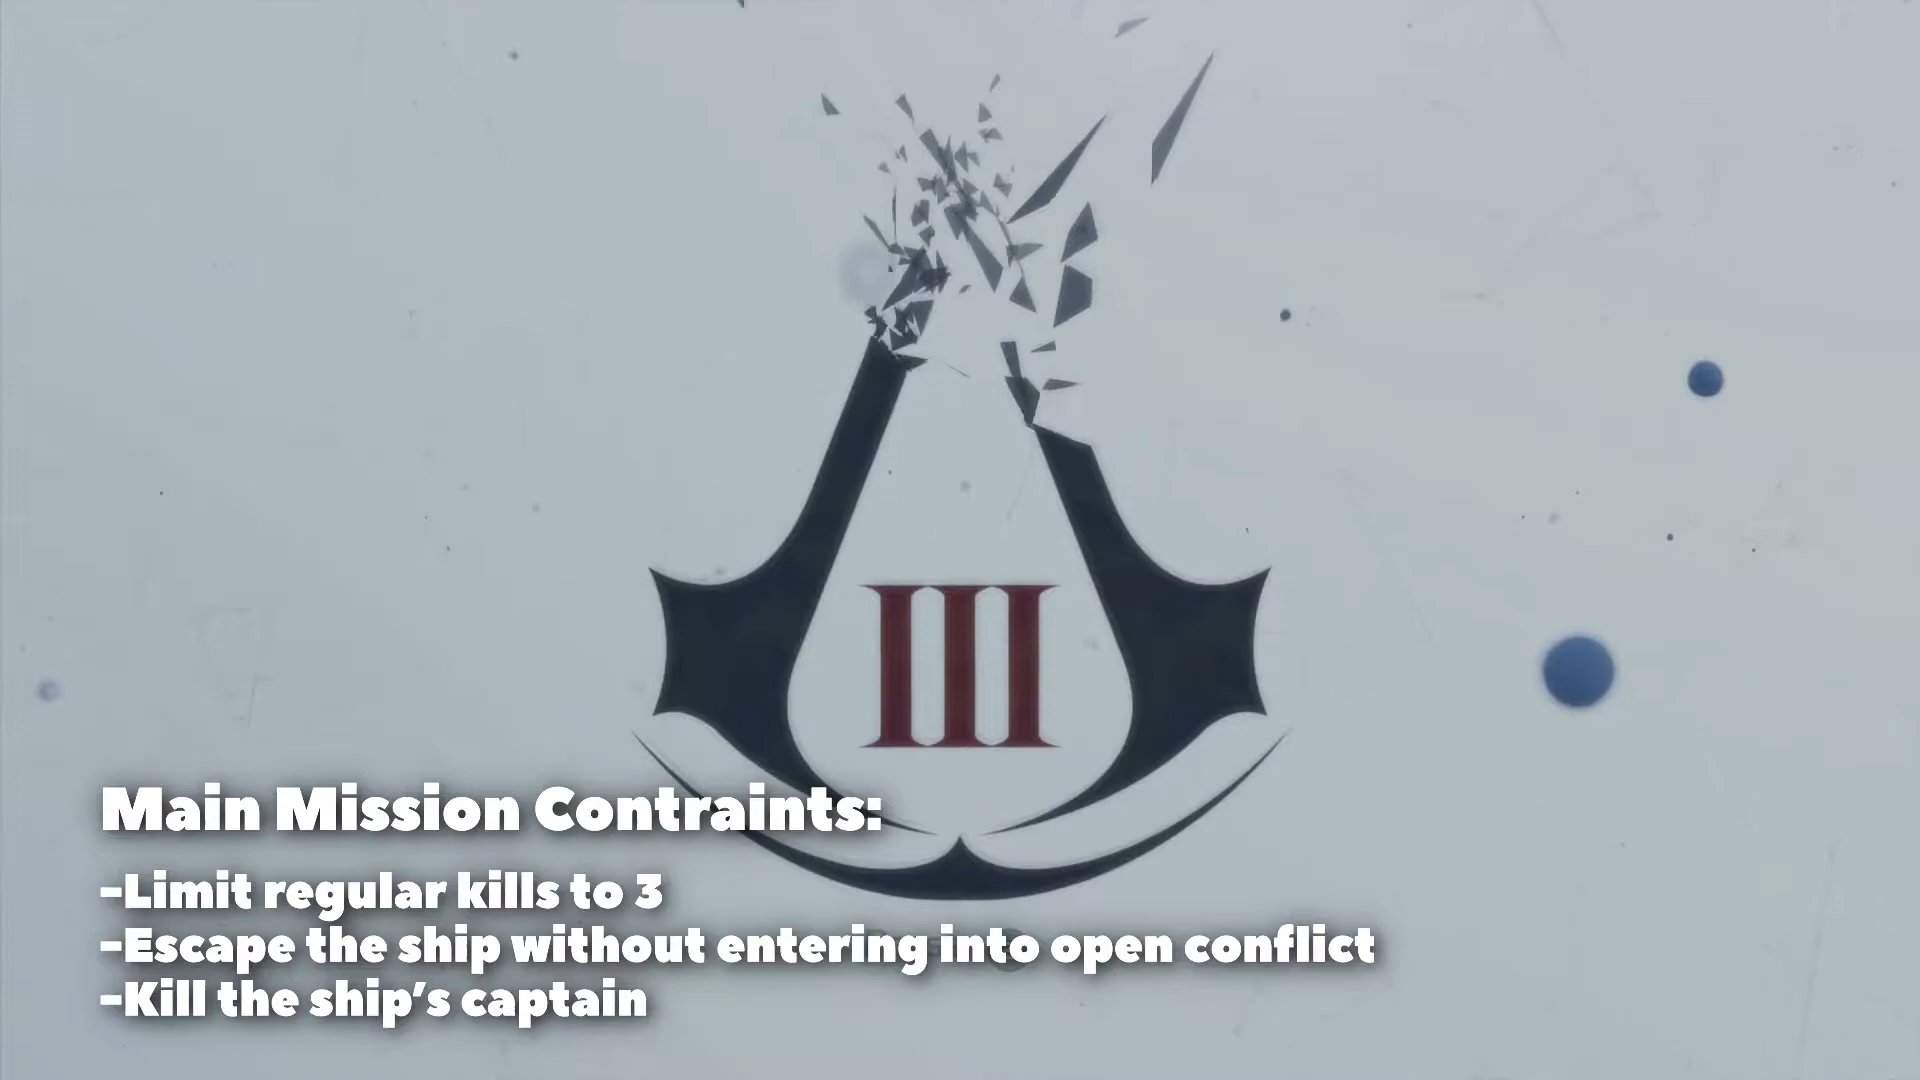 III
Main Mission Contraints:
-Limit regular kills to 3
-Escape the ship without entering into open conflict
-Kill the ship's captain